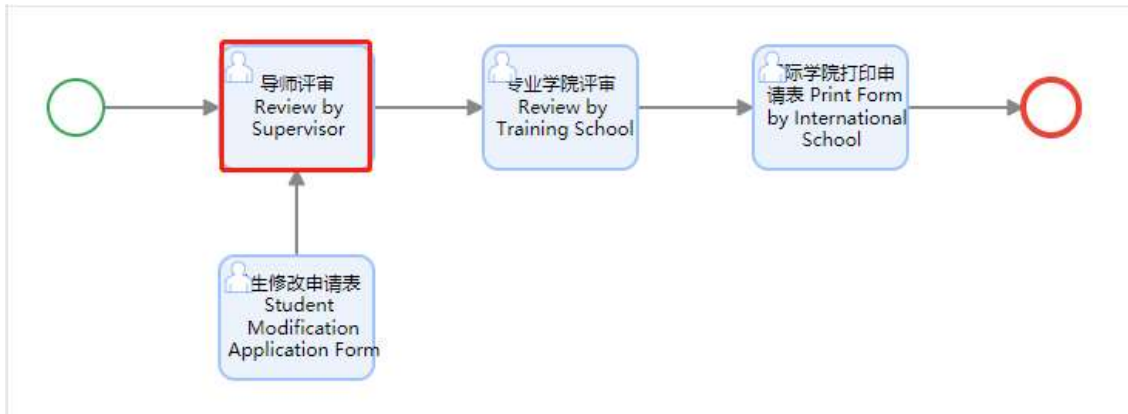 导师评审
Review by
Supervisor
专业学院评审
Review by
Training School
际学院打印申
请表 Print Form
by International
School
生修改申请表
Student
Modification
Application Form